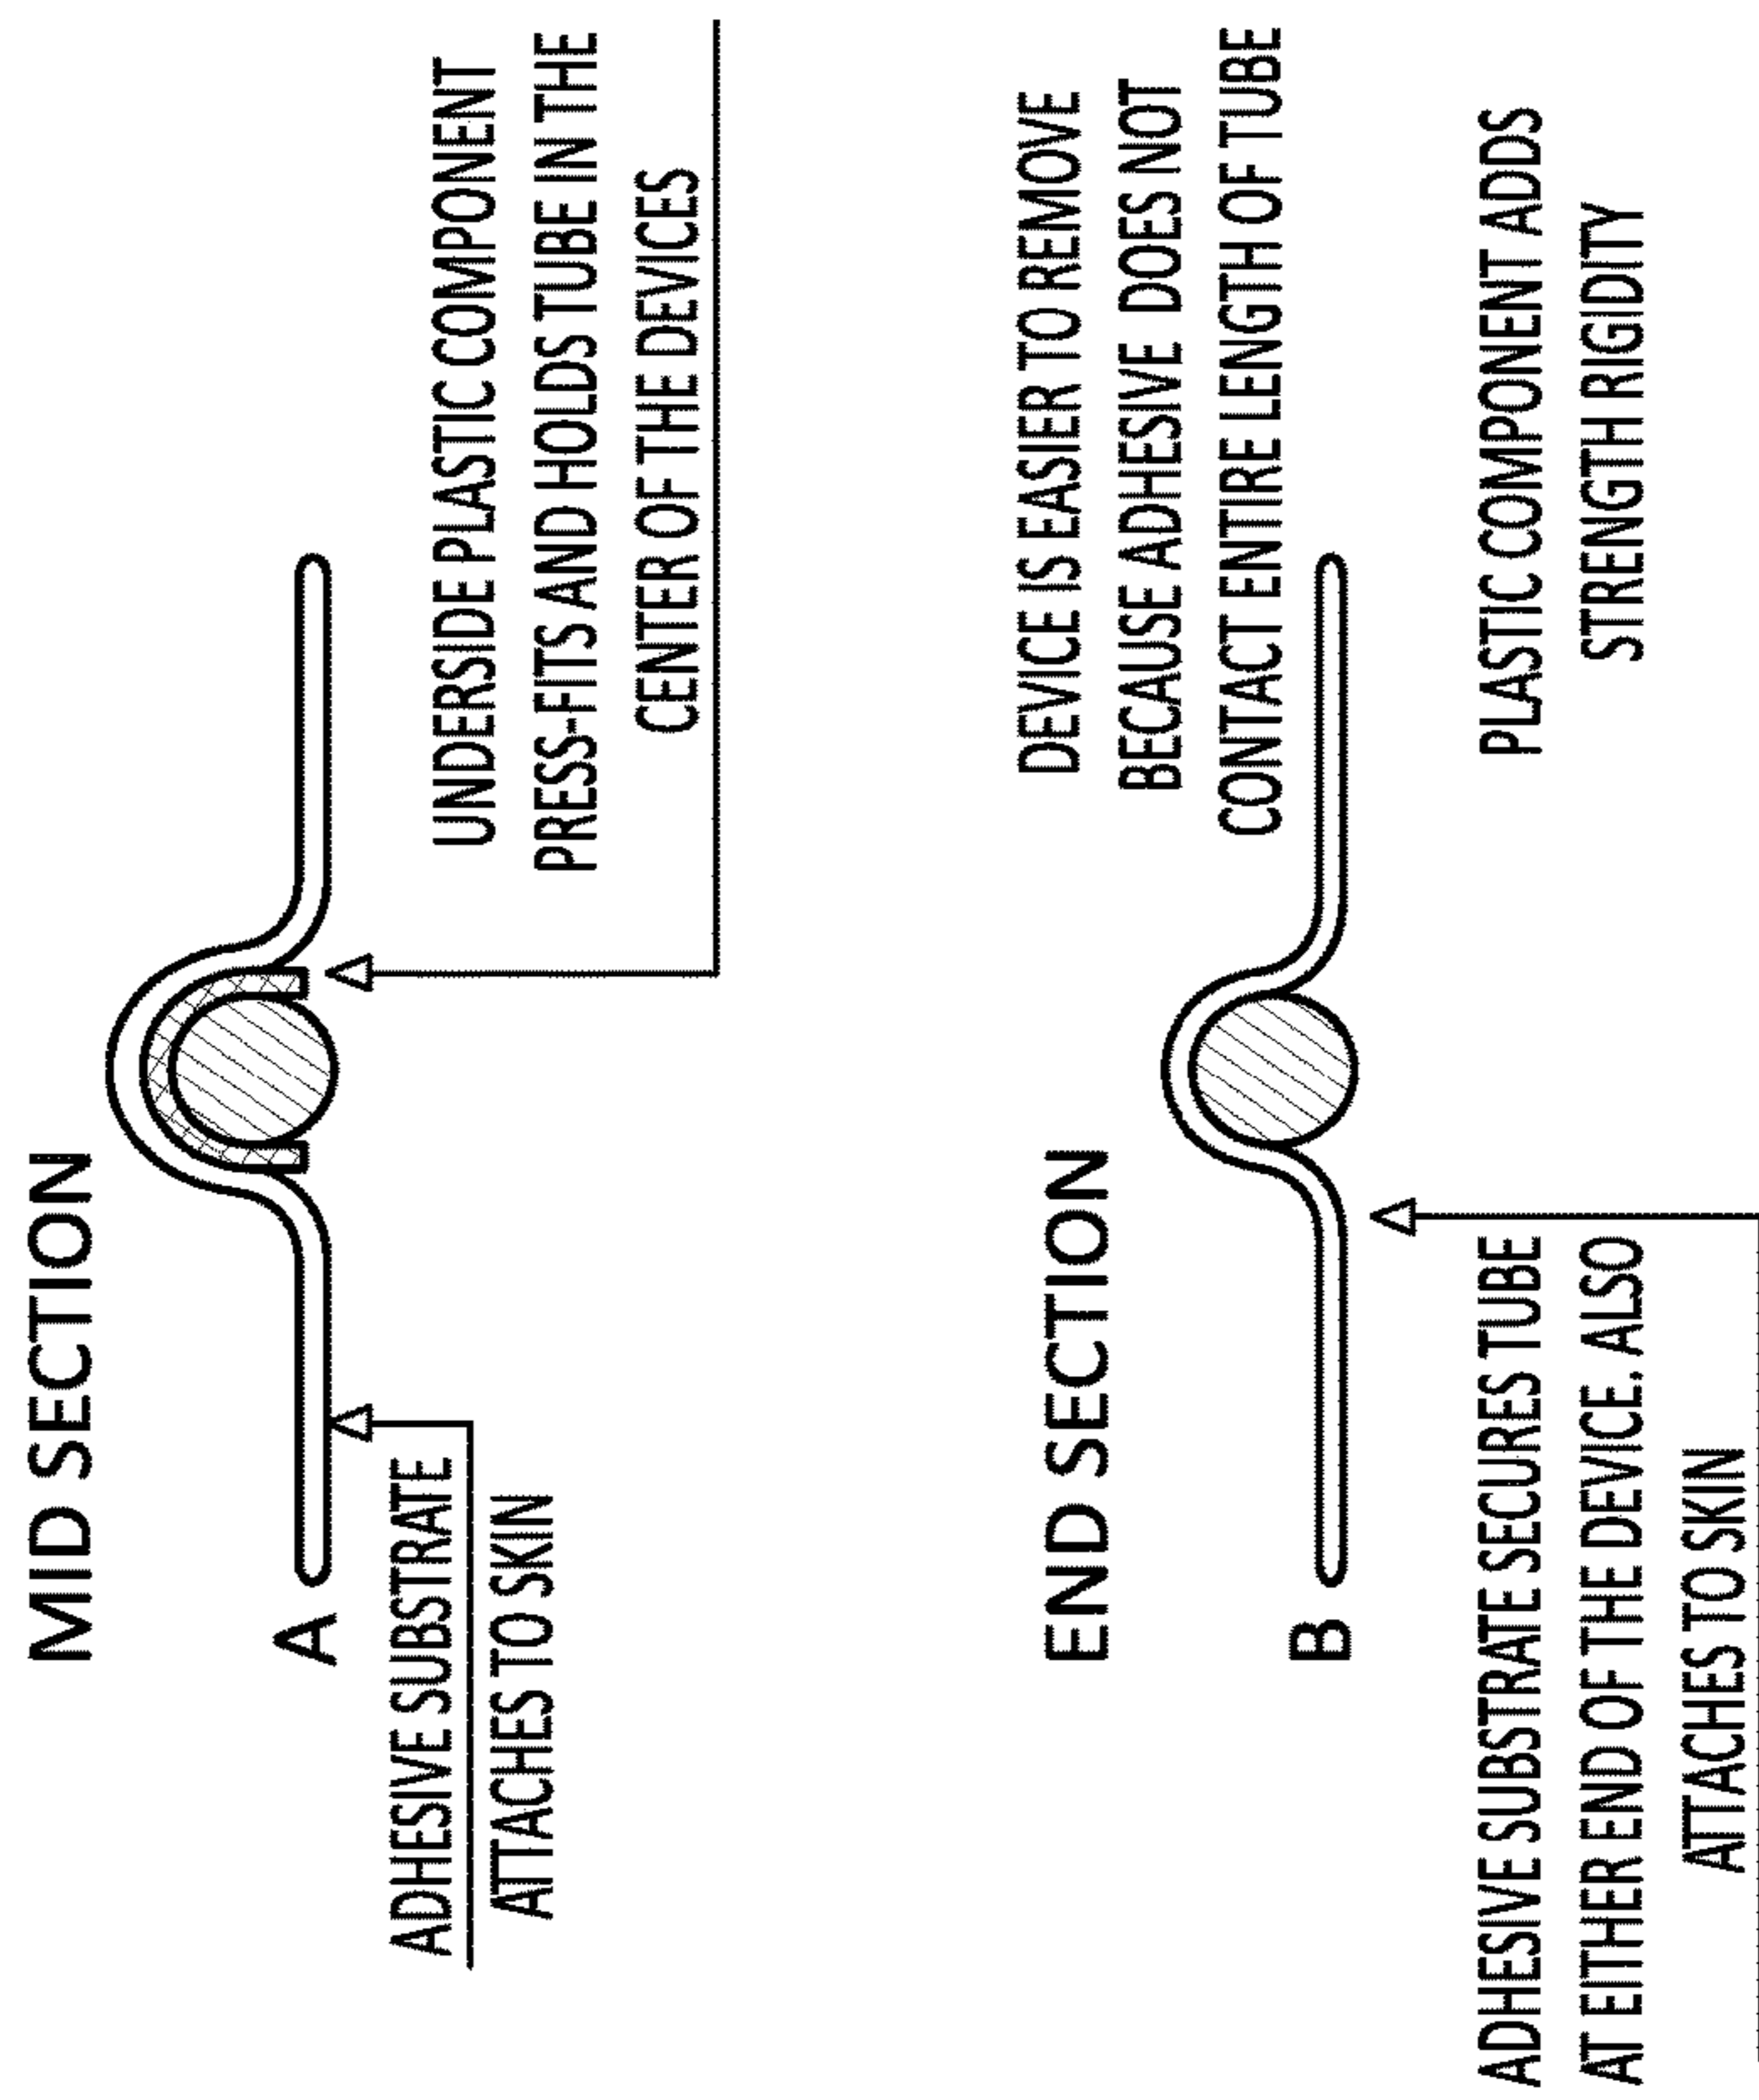 MID SECTION
A
ADHESIVE SUBSTRATE
ATTACHES TO SKIN
UNDERSIDE PLASTIC COMPONENT
PRESS-FITS AND HOLDS TUBE IN THE
CENTER OF THE DEVICES
END SECTION
B
DEVICE IS EASIER TO REMOVE
BECAUSE ADHESIVE DOES NOT
CONTACT ENTIRE LENGTH OF TUBE
ADHESIVE SUBSTRATE SECURES TUBE
AT EITHER END OF THE DEVICE, ALSO
ATTACHES TO SKIN
PLASTIC COMPONENT ADDS
STRENGTH RIGIDITY